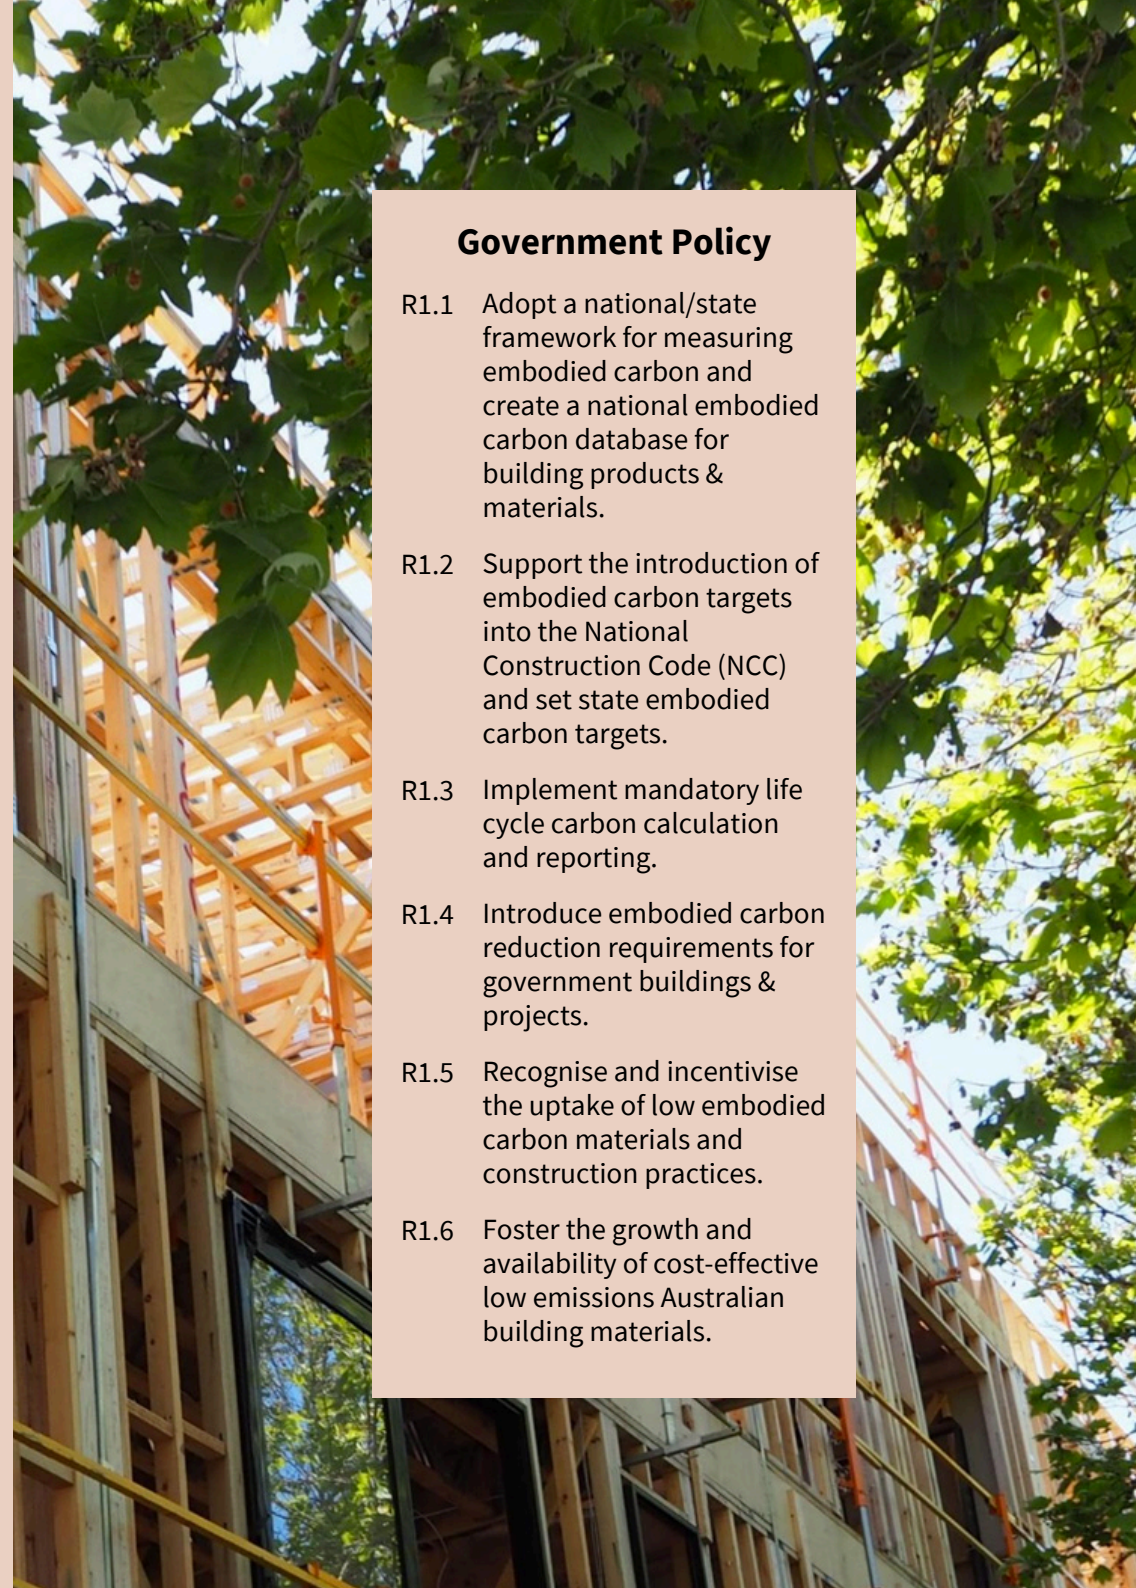 Government Policy
R1.1 Adopt a national/state
framework for measuring
embodied carbon and
create a national embodied
carbon database for
building products &
materials.
R1.2 Support the introduction of
embodied carbon targets
into the National
Construction Code (NCC)
and set state embodied
carbon targets.
R1.3 Implement mandatory life
cycle carbon calculation
and reporting.
R1.4 Introduce embodied carbon
reduction requirements for
government buildings &
projects.
R1.5 Recognise and incentivise
the uptake of low embodied
carbon materials and
construction practices.
R1.6 Foster the growth and
availability of cost-effective
low emissions Australian
building materials.